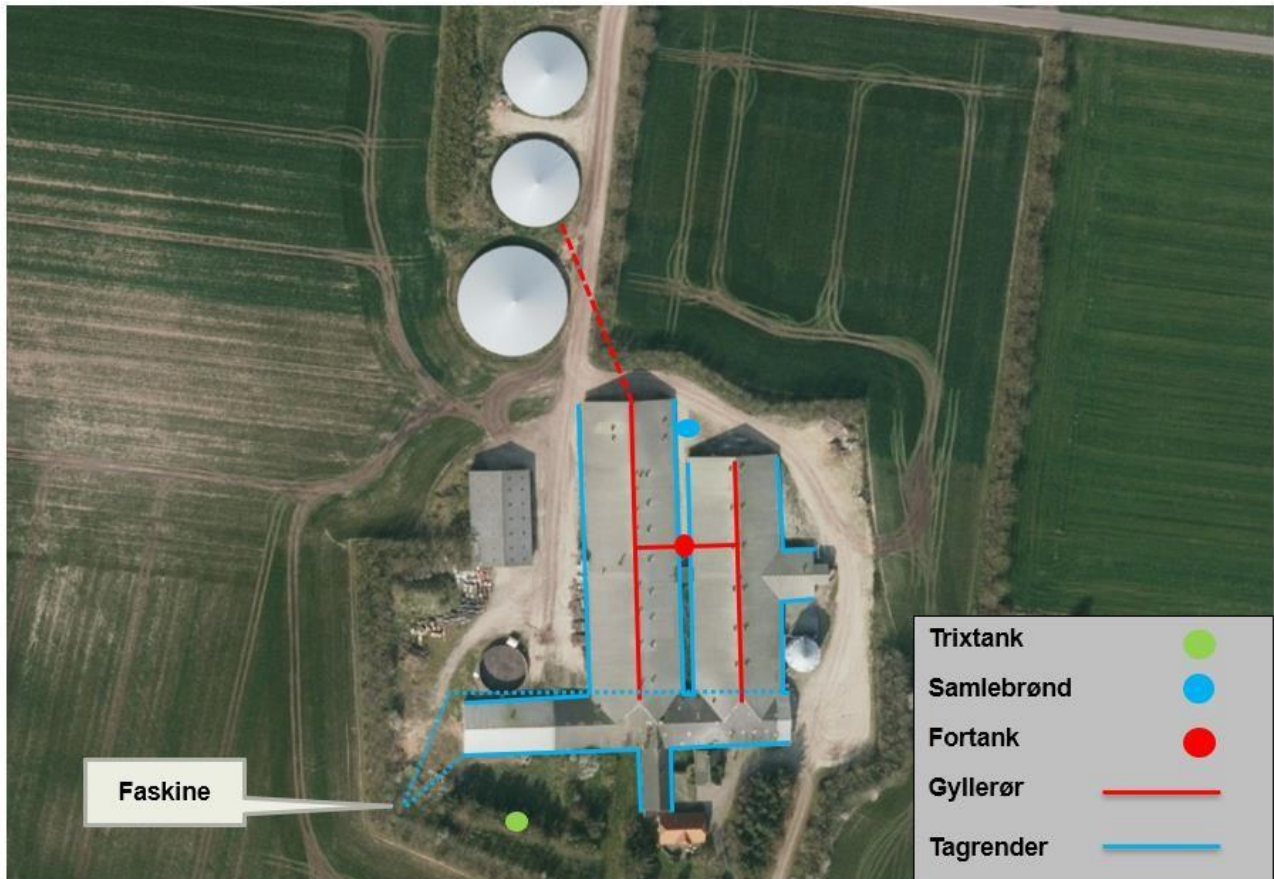 Faskine
Trixtank
Samlebrønd
Fortank
Gyllerør
Tagrender